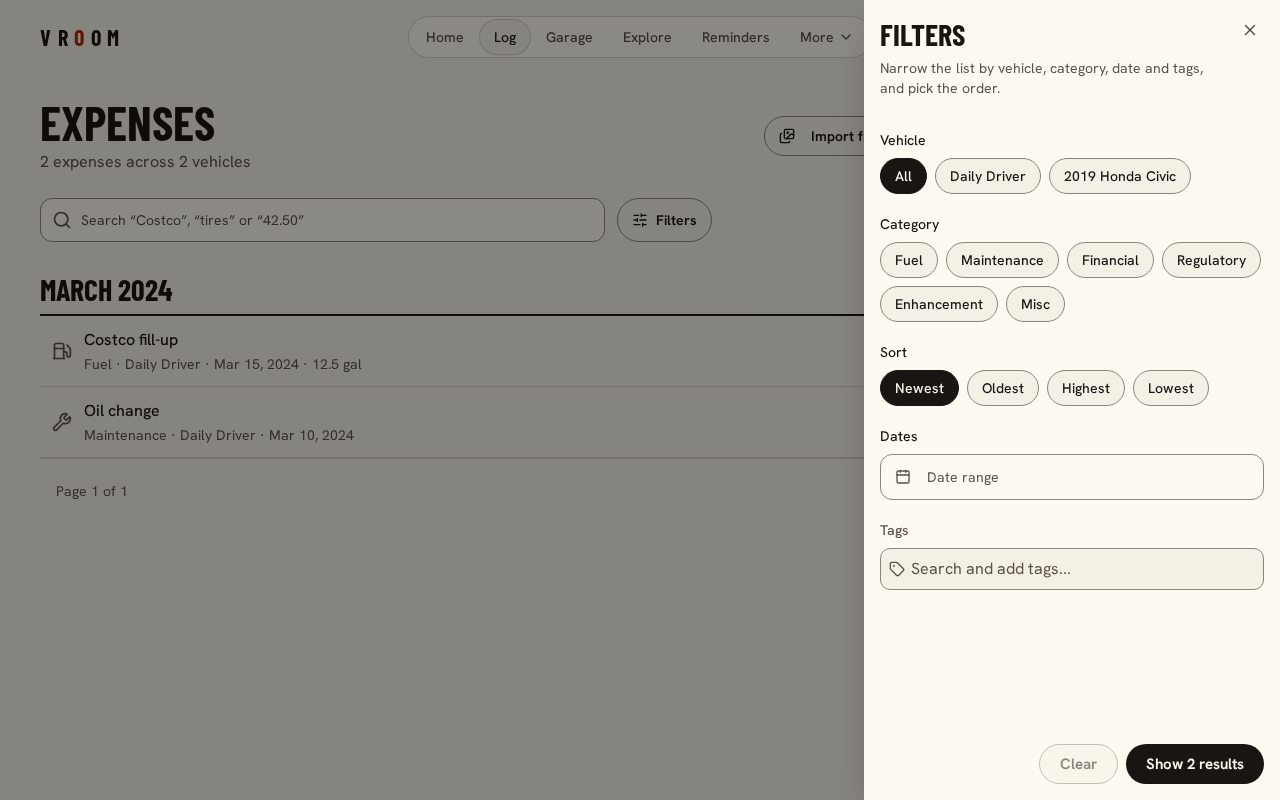 VROOM
Home
Log
Garage
Explore
Reminders
More
EXPENSES
2 expenses across 2 vehicles
Import f
Search “Costco”, “tires” or “42.50”
Filters
MARCH 2024
Costco fill-up
Fuel · Daily Driver · Mar 15, 2024 · 12.5 gal
Oil change
Maintenance · Daily Driver · Mar 10, 2024
Page 1 of 1
FILTERS
Narrow the list by vehicle, category, date and tags,
and pick the order.
Vehicle
All
Daily Driver
2019 Honda Civic
Category
Fuel
Maintenance
Financial
Regulatory
Enhancement
Misc
Sort
Newest
Oldest
Highest
Lowest
Dates
Date range
Tags
Search and add tags...
Clear
Show 2 results